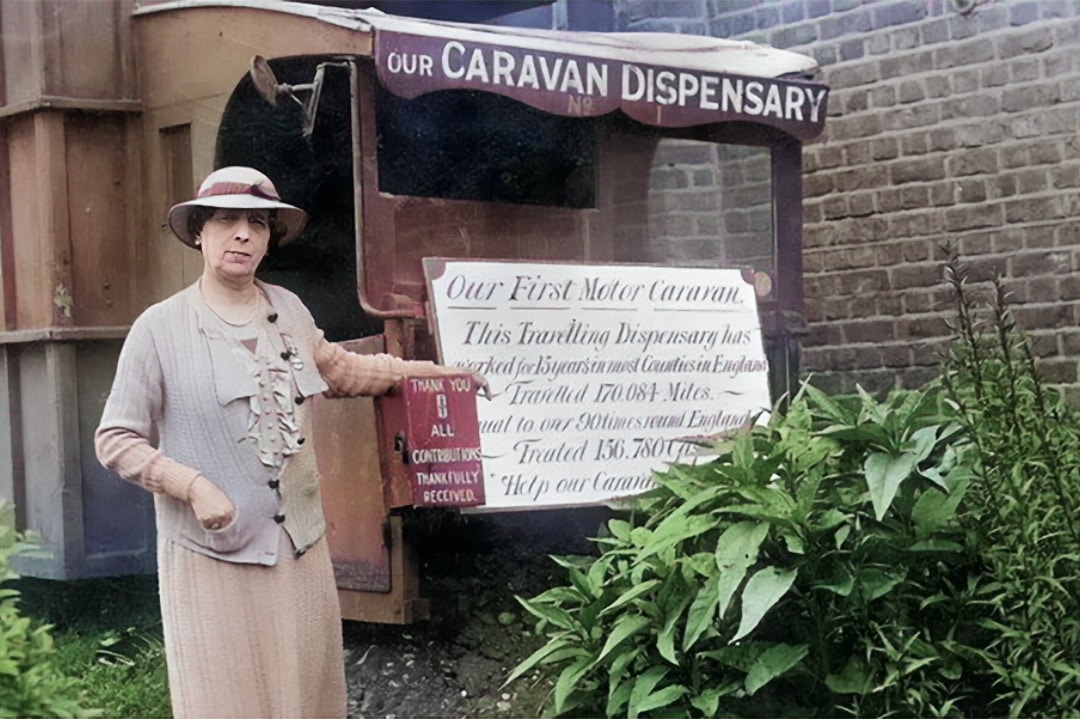 OUR CARAVAN DISPENSARY
Nº 1
Our First Motor Caravan.
This Travelling Dispensary has
worked for 15 years in most Counties in England
Travelled 170.084 Miles.
equal to over 90 times round England
Treated 156.780
"Help our Caravan
THANK YOU
ALL
CONTRIBUTIONS
THANKFULLY
RECEIVED.